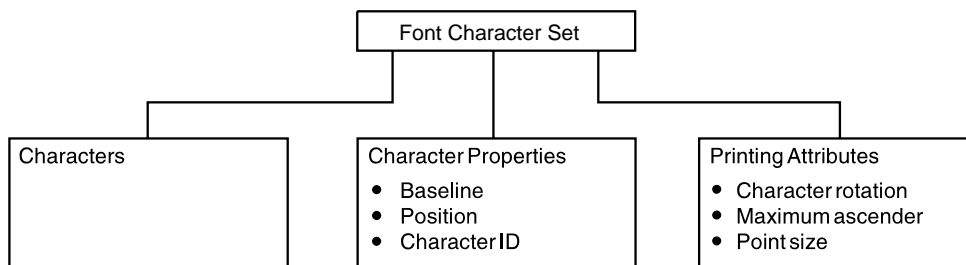 Font Character Set
Characters
Character Properties
• Baseline
• Position
• Character ID
Printing Attributes
• Character rotation
• Maximum ascender
• Point size